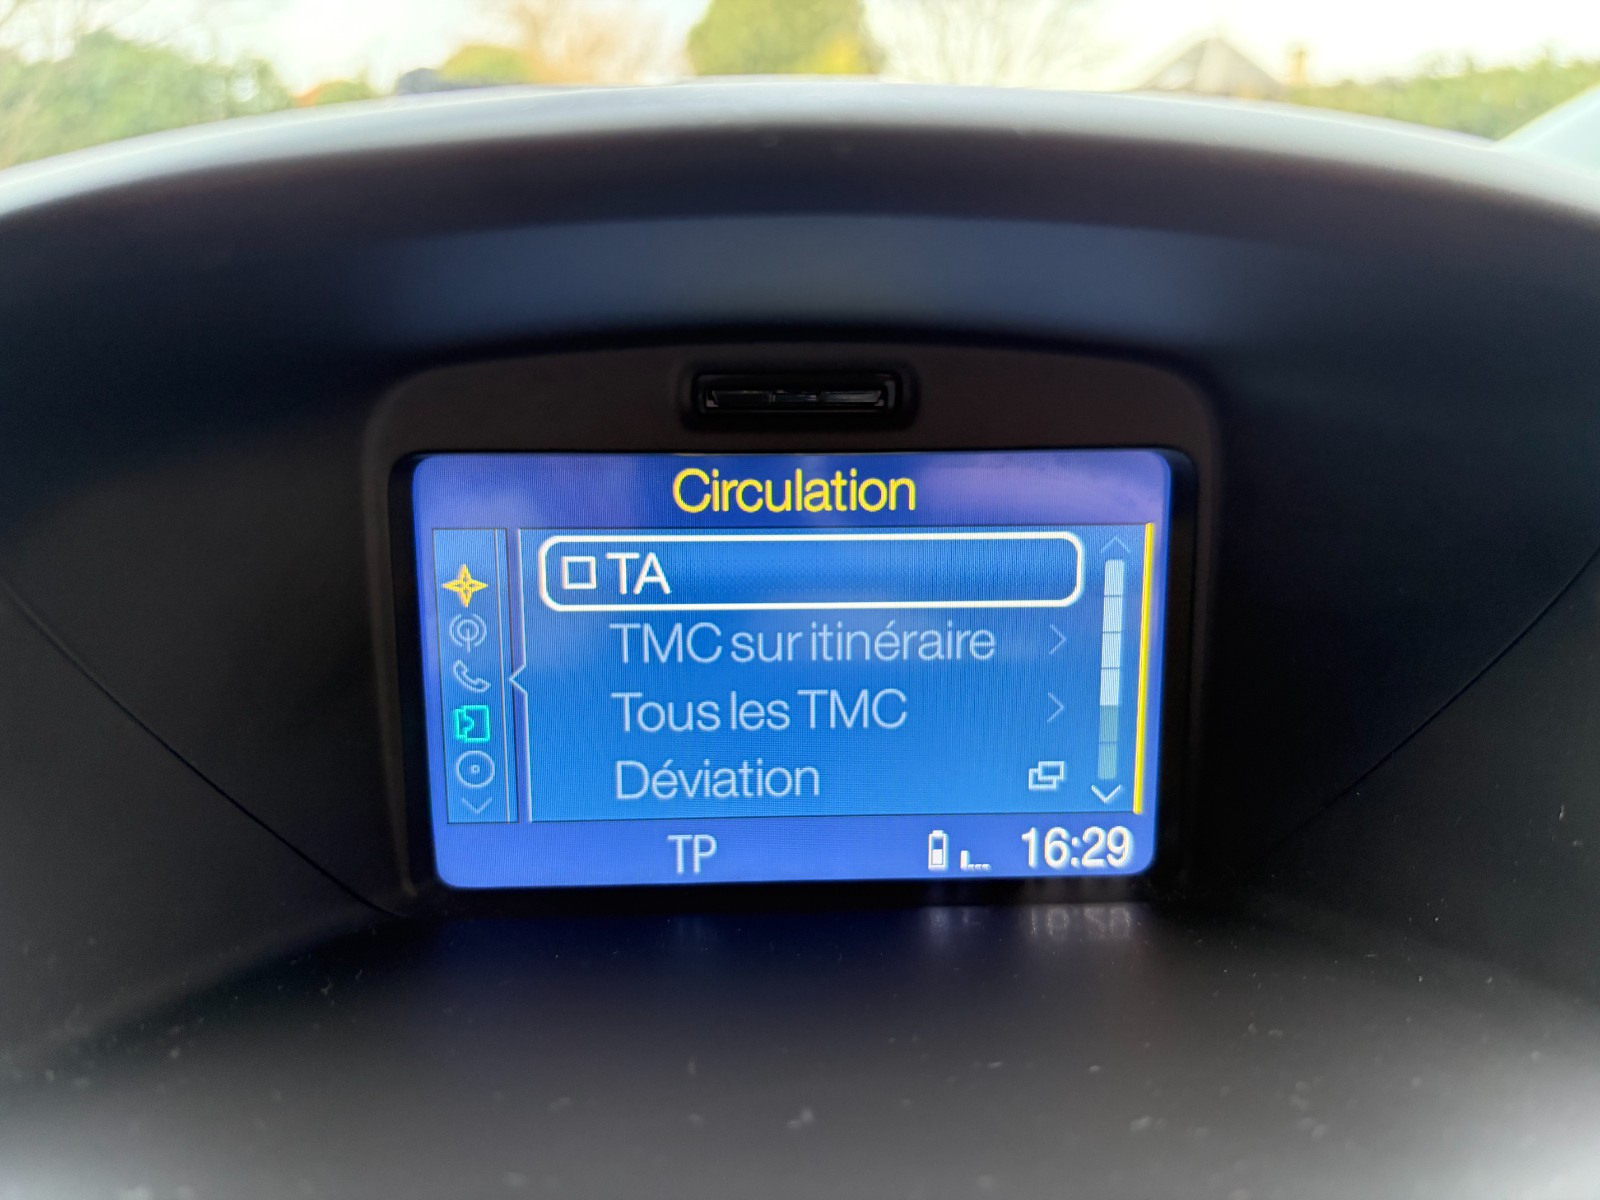 Circulation
TA
TMC sur itinéraire
Tous les TMC
Déviation
TP 16:29